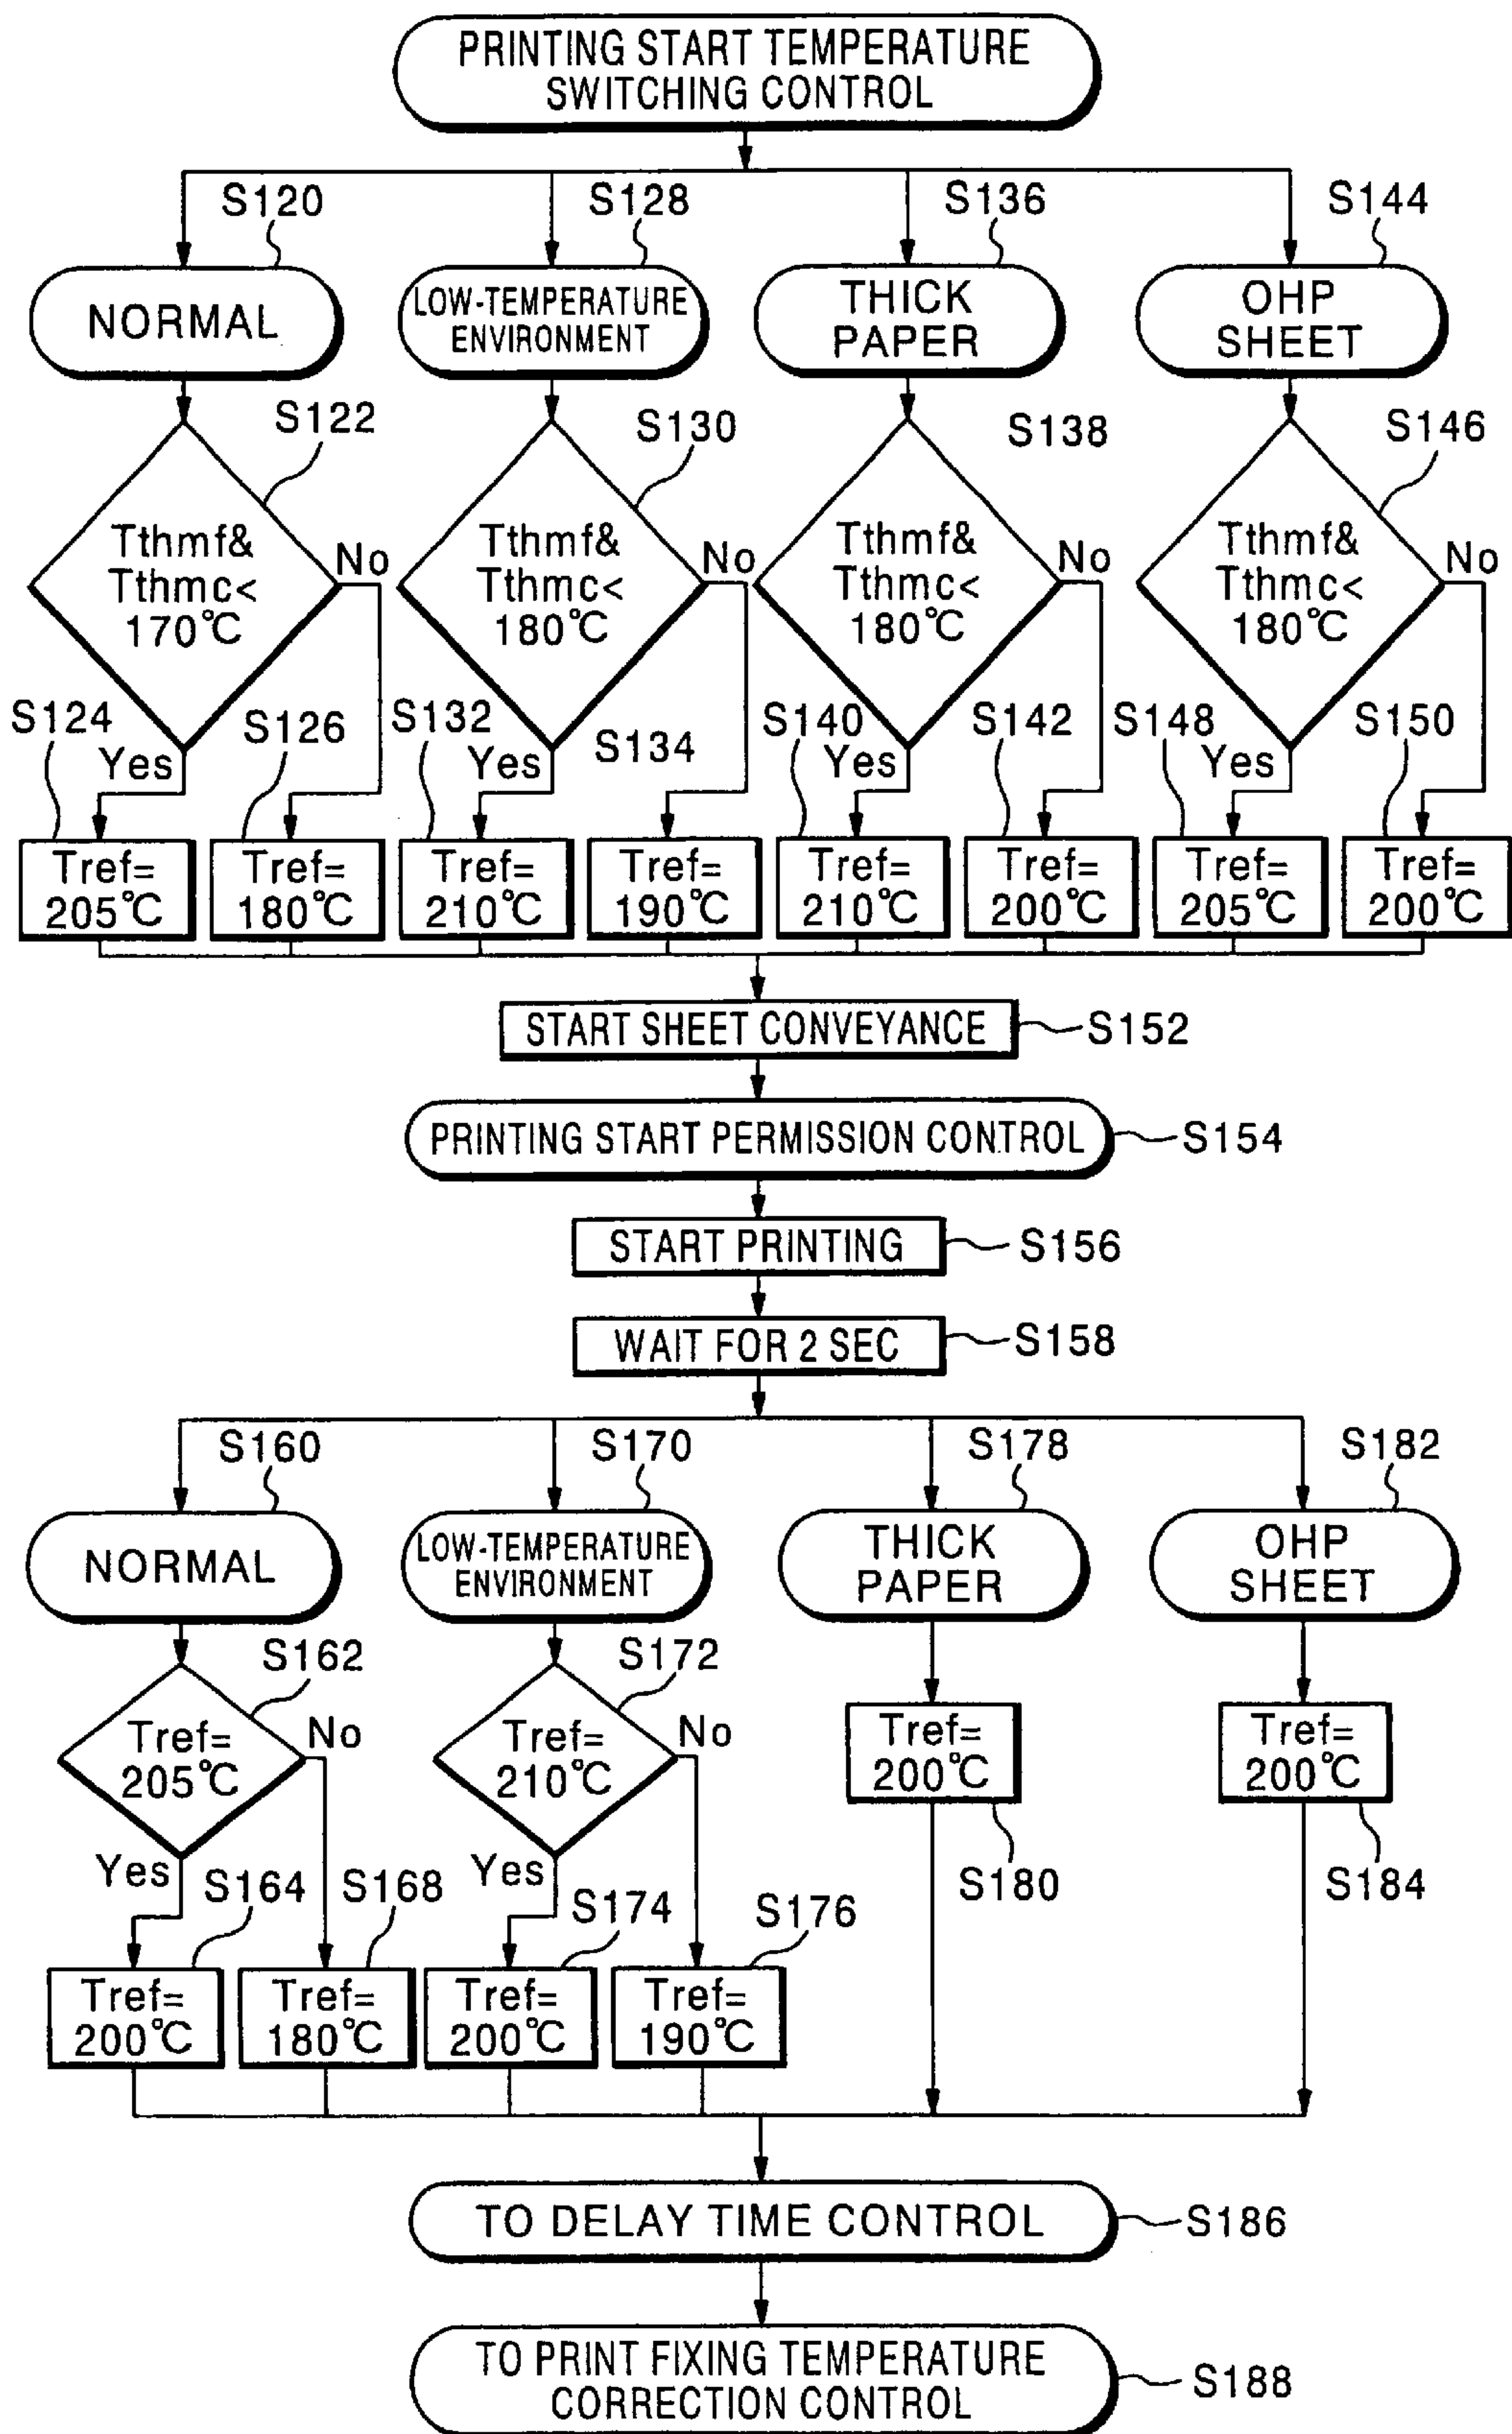 PRINTING START TEMPERATURE
SWITCHING CONTROL
S120
S128
S136
S144
NORMAL
LOW-TEMPERATURE
ENVIRONMENT
THICK
PAPER
OHP
SHEET
S122
S130
S138
S146
Tthmf&
Tthmc<
170℃
No
Tthmf&
Tthmc<
180℃
No
Tthmf&
Tthmc<
180℃
No
Tthmf&
Tthmc<
180℃
No
S124
Yes
S126
S132
Yes
S134
S140
Yes
S142
S148
Yes
S150
Tref=
205℃
Tref=
180℃
Tref=
210℃
Tref=
190℃
Tref=
210℃
Tref=
200℃
Tref=
205℃
Tref=
200℃
START SHEET CONVEYANCE
S152
PRINTING START PERMISSION CONTROL
S154
START PRINTING
S156
WAIT FOR 2 SEC
S158
S160
S170
S178
S182
NORMAL
LOW-TEMPERATURE
ENVIRONMENT
THICK
PAPER
OHP
SHEET
S162
S172
Tref=
205℃
No
Tref=
210℃
No
Tref=
200℃
Tref=
200℃
Yes
S164
S168
Yes
S174
S176
S180
S184
Tref=
200℃
Tref=
180℃
Tref=
200℃
Tref=
190℃
TO DELAY TIME CONTROL
S186
TO PRINT FIXING TEMPERATURE
CORRECTION CONTROL
S188